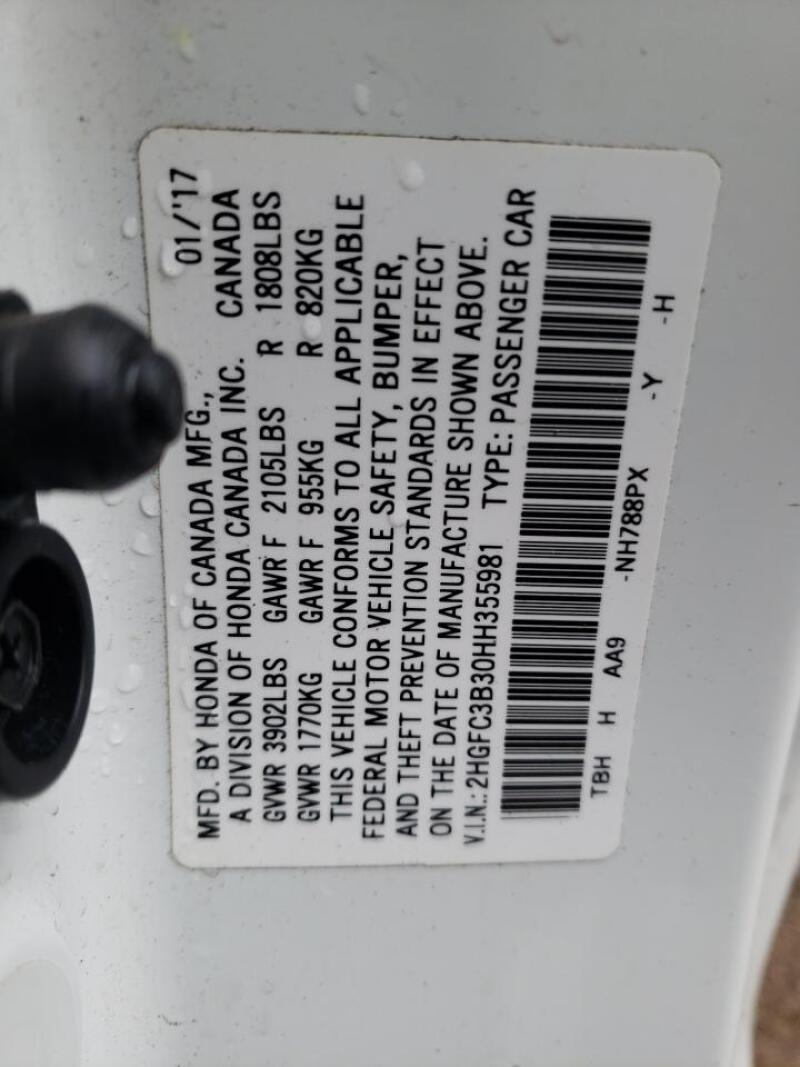 MFD. BY HONDA OF CANADA MFG., 01/'17
A DIVISION OF HONDA CANADA INC. CANADA
GVWR 3902LBS GAWR F 2105LBS R 1808LBS
GVWR 1770KG GAWR F 955KG R 820KG
THIS VEHICLE CONFORMS TO ALL APPLICABLE
FEDERAL MOTOR VEHICLE SAFETY, BUMPER,
AND THEFT PREVENTION STANDARDS IN EFFECT
ON THE DATE OF MANUFACTURE SHOWN ABOVE.
V.I.N.: 2HGFC3B30HH355981 TYPE: PASSENGER CAR
TBH H AA9 -NH788PX -Y -H